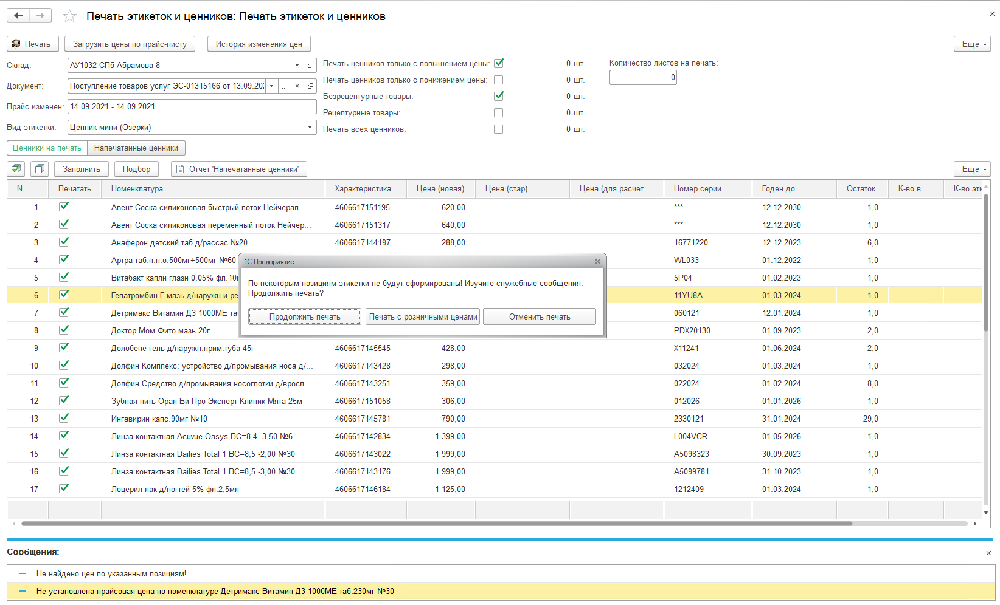 Печать этикеток и ценников: Печать этикеток и ценников
Печать
Загрузить цены по прайс-листу
История изменения цен
Еще
Склад: АУ1032 СПб Абрамова 8
Документ: Поступление товаров услуг ЭС-01315166 от 13.09.202
Прайс изменен: 14.09.2021 - 14.09.2021
Вид этикетки: Ценник мини (Озерки)
Печать ценников только с повышением цены: 0 шт.
Печать ценников только с понижением цены: 0 шт.
Безрецептурные товары: 0 шт.
Рецептурные товары: 0 шт.
Печать всех ценников: 0 шт.
Количество листов на печать:
0
Ценники на печать
Напечатанные ценники
Заполнить
Подбор
Отчет 'Напечатанные ценники'
Еще
N Печатать Номенклатура Характеристика Цена (новая) Цена (стар) Цена (для расчет... Номер серии Годен до Остаток К-во в ... К-во эти
1 Авент Соска силиконовая быстрый поток Нейчерал ... 4606617151195 620,00 *** 12.12.2030 1,0
2 Авент Соска силиконовая переменный поток Нейчер... 4606617151317 640,00 *** 12.12.2030 1,0
3 Анаферон детский таб.д/рассас.№20 4606617144197 288,00 16771220 12.12.2023 6,0
4 Артра таб.п.п.о.500мг+500мг №60 WL033 01.12.2022 1,0
5 Витабакт капли глазн 0.05% фл.10 5P04 01.02.2023 1,0
6 Гепатромбин Г мазь д/наружн.и ре 11YU8A 01.03.2024 1,0
7 Детримакс Витамин Д3 1000МЕ та 060121 12.01.2024 1,0
8 Доктор Мом Фито мазь 20г PDX20130 01.09.2023 2,0
9 Долобене гель д/наружн.прим.туба 45г 4606617145545 428,00 X11241 01.06.2024 2,0
10 Долфин Комплекс: устройство д/промывания носа д/... 4606617143428 298,00 032024 01.03.2024 1,0
11 Долфин Средство д/промывания носоглотки д/вросл... 4606617143251 359,00 022024 01.02.2024 8,0
12 Зубная нить Орал-Би Про Эксперт Клиник Мята 25м 4606617151058 306,00 012026 01.01.2026 1,0
13 Ингавирин капс.90мг №10 4606617145781 790,00 2330121 31.01.2024 29,0
14 Линза контактная Acuvue Oasys BC=8,4 -3,50 №6 4606617142834 1 399,00 L004VCR 01.05.2026 1,0
15 Линза контактная Dailies Total 1 BC=8,5 -2,00 №30 4606617143022 1 999,00 A5098323 30.09.2023 1,0
16 Линза контактная Dailies Total 1 BC=8,5 -3,00 №30 4606617143176 1 999,00 A5099781 31.10.2023 1,0
17 Лоцерил лак д/ногтей 5% фл.2,5мл 4606617146184 1 125,00 1212409 01.03.2024 1,0
1С:Предприятие
По некоторым позициям этикетки не будут сформированы! Изучите служебные сообщения.
Продолжить печать?
Продолжить печать
Печать с розничными ценами
Отменить печать
Сообщения:
Не найдено цен по указанным позициям!
Не установлена прайсовая цена по номенклатуре Детримакс Витамин Д3 1000МЕ таб.230мг №30